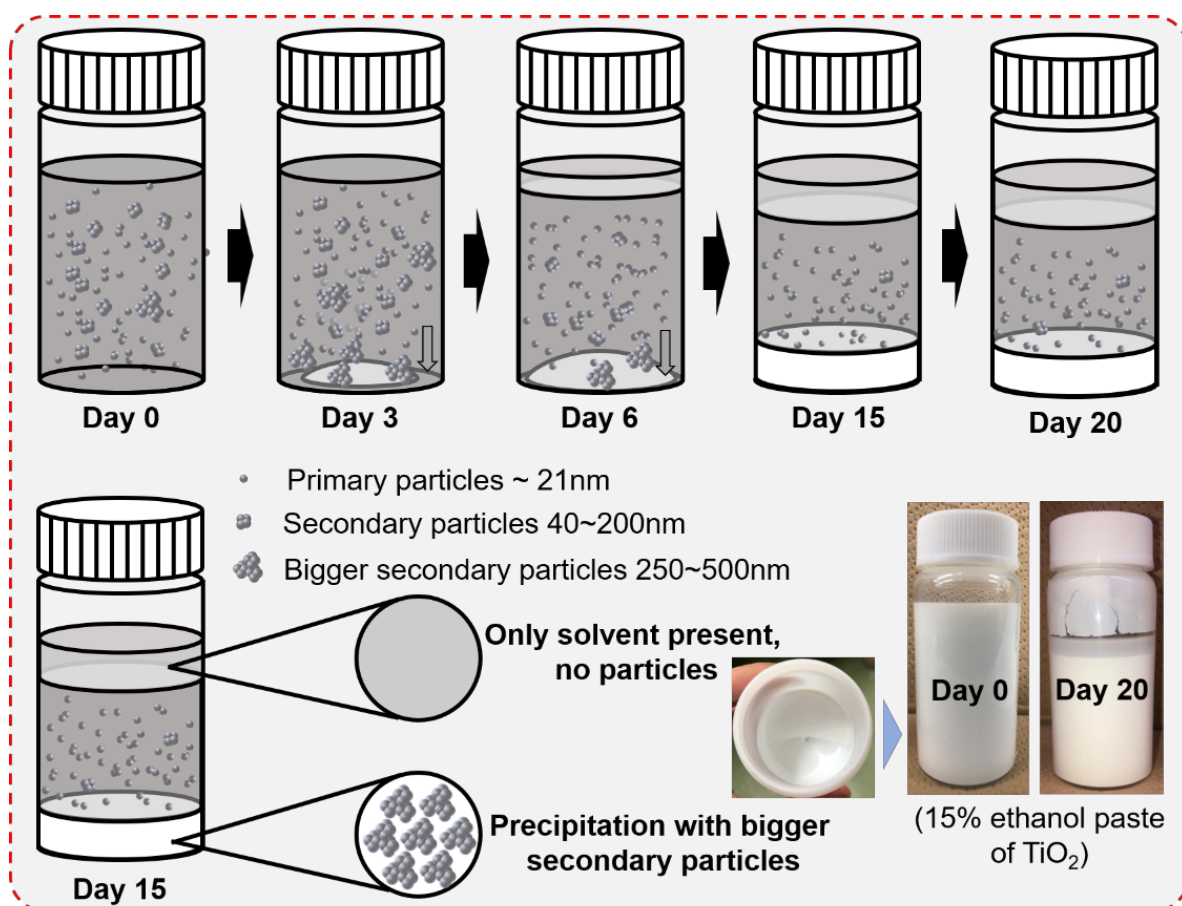 Day 0
Day 3
Day 6
Day 15
Day 20
Primary particles ~ 21nm
Secondary particles 40~200nm
Bigger secondary particles 250~500nm
Only solvent present,
no particles
Day 0
Day 20
Precipitation with bigger
secondary particles
(15% ethanol paste
of TiO₂)
Day 15